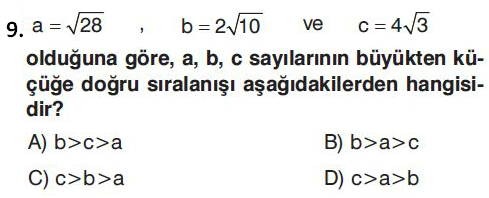 9. a = √28 , b = 2√10 ve c = 4√3
olduğuna göre, a, b, c sayılarının büyükten kü-
çüğe doğru sıralanışı aşağıdakilerden hangisi-
dir?
A) b>c>a B) b>a>c
C) c>b>a D) c>a>b